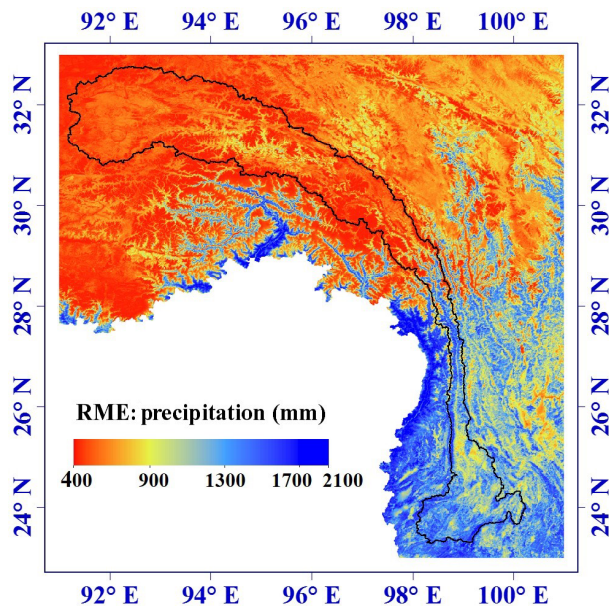 92° E 94° E 96° E 98° E 100° E
32° N 32° N
30° N 30° N
28° N 28° N
26° N 26° N
RME: precipitation (mm)
400 900 1300 1700 2100
24° N 24° N
92° E 94° E 96° E 98° E 100° E